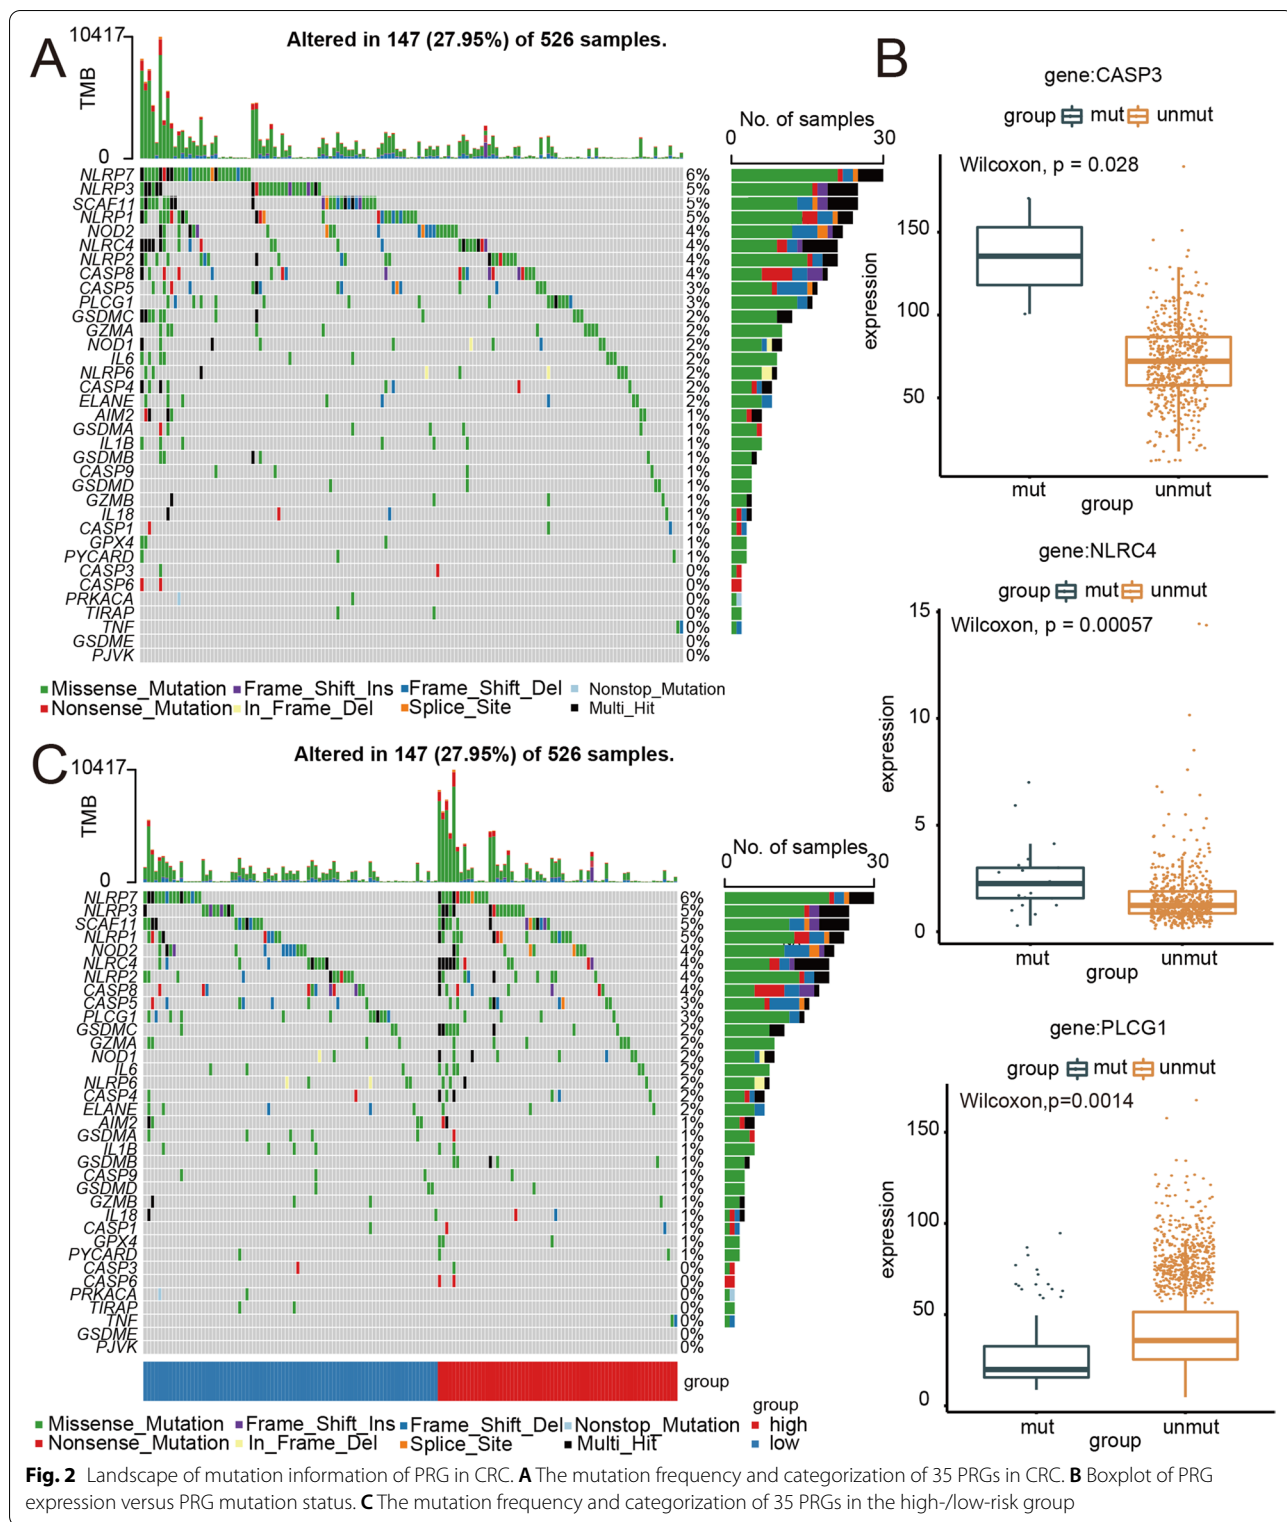 A
10417
TMB
0
Altered in 147 (27.95%) of 526 samples.
No. of samples
0 30
NLRP7 6%
NLRP3 5%
SCAF11 5%
NLRP1 5%
NOD2 4%
NLRC4 4%
NLRP2 4%
CASP8 4%
CASP5 3%
PLCG1 3%
GSDMC 2%
GZMA 2%
NOD1 2%
IL6 2%
NLRP6 2%
CASP4 2%
ELANE 2%
AIM2 1%
GSDMA 1%
IL1B 1%
GSDMB 1%
CASP9 1%
GSDMD 1%
GZMB 1%
IL18 1%
CASP1 1%
GPX4 1%
PYCARD 1%
CASP3 0%
CASP6 0%
PRKACA 0%
TIRAP 0%
TNF 0%
GSDME 0%
PJVK 0%
Missense_Mutation Frame_Shift_Ins Frame_Shift_Del Nonstop_Mutation
Nonsense_Mutation In_Frame_Del Splice_Site Multi_Hit
B
gene:CASP3
group mut unmut
Wilcoxon, p = 0.028
expression
150
100
50
mut unmut
group
gene:NLRC4
group mut unmut
Wilcoxon, p = 0.00057
expression
15
10
5
0
mut unmut
group
gene:PLCG1
group mut unmut
Wilcoxon,p=0.0014
expression
150
100
50
0
mut unmut
group
C
10417
TMB
0
Altered in 147 (27.95%) of 526 samples.
No. of samples
0 30
NLRP7 6%
NLRP3 5%
SCAF11 5%
NLRP1 5%
NOD2 4%
NLRC4 4%
NLRP2 4%
CASP8 4%
CASP5 3%
PLCG1 3%
GSDMC 2%
GZMA 2%
NOD1 2%
IL6 2%
NLRP6 2%
CASP4 2%
ELANE 2%
AIM2 1%
GSDMA 1%
IL1B 1%
GSDMB 1%
CASP9 1%
GSDMD 1%
GZMB 1%
IL18 1%
CASP1 1%
GPX4 1%
PYCARD 1%
CASP3 0%
CASP6 0%
PRKACA 0%
TIRAP 0%
TNF 0%
GSDME 0%
PJVK 0%
group
Missense_Mutation Frame_Shift_Ins Frame_Shift_Del Nonstop_Mutation
Nonsense_Mutation In_Frame_Del Splice_Site Multi_Hit
group
high
low
Fig. 2 Landscape of mutation information of PRG in CRC. A The mutation frequency and categorization of 35 PRGs in CRC. B Boxplot of PRG
expression versus PRG mutation status. C The mutation frequency and categorization of 35 PRGs in the high-/low-risk group